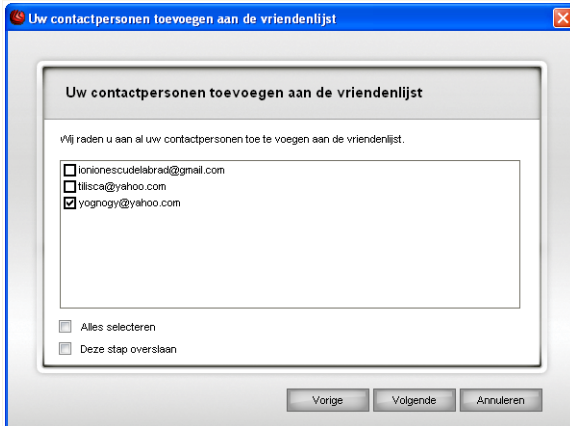 Uw contactpersonen toevoegen aan de vriendenlijst
Uw contactpersonen toevoegen aan de vriendenlijst
Wij raden u aan al uw contactpersonen toe te voegen aan de vriendenlijst.
ionionescudelabrad@gmail.com
tilisca@yahoo.com
yognogy@yahoo.com
Alles selecteren
Deze stap overslaan
Vorige Volgende Annuleren